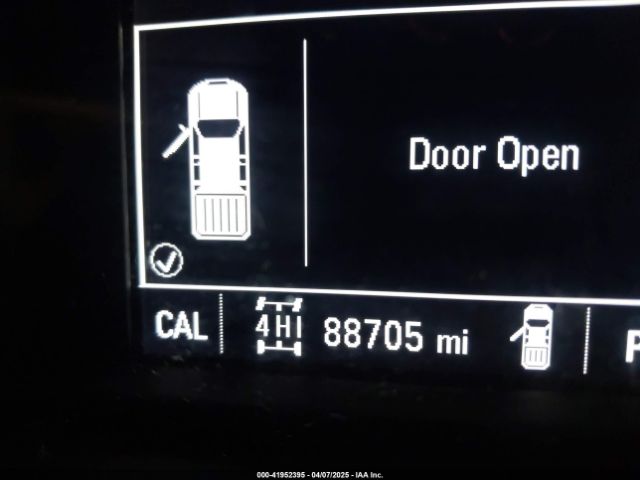 Door Open
CAL 4HI 88705 mi P
000-41952395 - 04/07/2025 - IAA Inc.